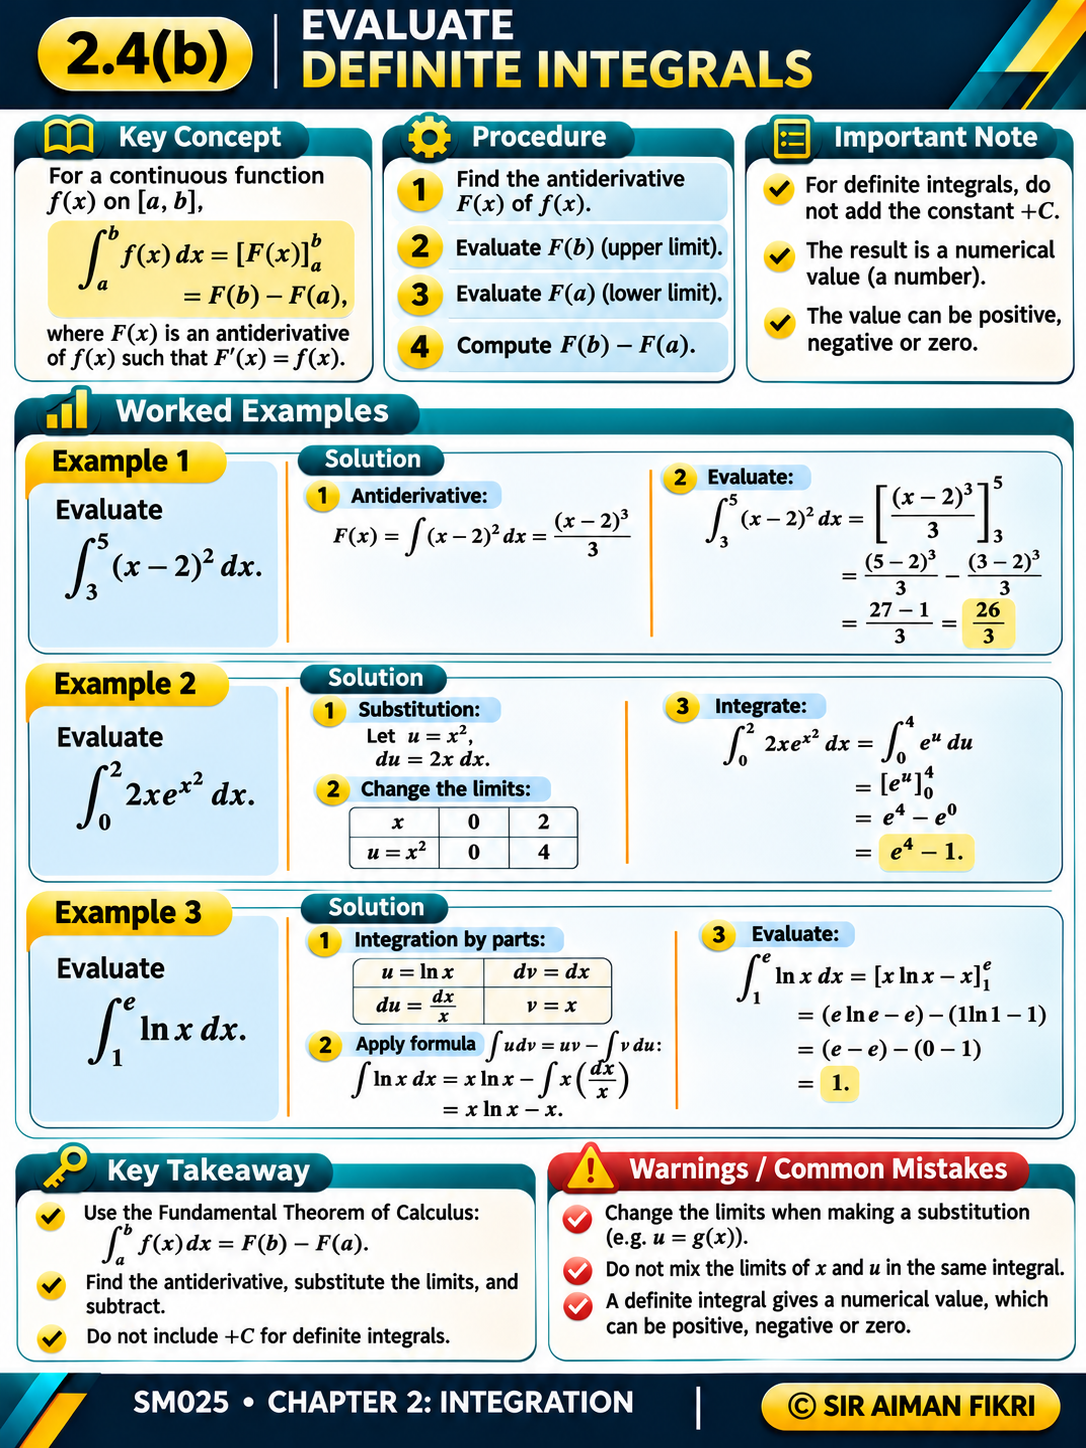 2.4(b)
EVALUATE
DEFINITE INTEGRALS
Key Concept
For a continuous function
f(x) on [a, b],
∫_a^b f(x) dx = [F(x)]_a^b
= F(b) − F(a),
where F(x) is an antiderivative
of f(x) such that F′(x) = f(x).
Procedure
1 Find the antiderivative
F(x) of f(x).
2 Evaluate F(b) (upper limit).
3 Evaluate F(a) (lower limit).
4 Compute F(b) − F(a).
Important Note
For definite integrals, do
not add the constant +C.
The result is a numerical
value (a number).
The value can be positive,
negative or zero.
Worked Examples
Example 1
Evaluate
∫_3^5 (x − 2)² dx.
Solution
1 Antiderivative:
F(x) = ∫(x − 2)² dx = (x − 2)³/3
2 Evaluate:
∫_3^5 (x − 2)² dx = [(x − 2)³/3]_3^5
= (5 − 2)³/3 − (3 − 2)³/3
= (27 − 1)/3 = 26/3
Example 2
Evaluate
∫_0^2 2xe^{x²} dx.
Solution
1 Substitution:
Let u = x²,
du = 2x dx.
2 Change the limits:
x 0 2
u = x² 0 4
3 Integrate:
∫_0^2 2xe^{x²} dx = ∫_0^4 e^u du
= [e^u]_0^4
= e⁴ − e⁰
= e⁴ − 1.
Example 3
Evaluate
∫_1^e ln x dx.
Solution
1 Integration by parts:
u = ln x dv = dx
du = dx/x v = x
2 Apply formula ∫udv = uv − ∫v du:
∫ln x dx = x ln x − ∫x(dx/x)
= x ln x − x.
3 Evaluate:
∫_1^e ln x dx = [x ln x − x]_1^e
= (e ln e − e) − (1ln1 − 1)
= (e − e) − (0 − 1)
= 1.
Key Takeaway
Use the Fundamental Theorem of Calculus:
∫_a^b f(x) dx = F(b) − F(a).
Find the antiderivative, substitute the limits, and
subtract.
Do not include +C for definite integrals.
Warnings / Common Mistakes
Change the limits when making a substitution
(e.g. u = g(x)).
Do not mix the limits of x and u in the same integral.
A definite integral gives a numerical value, which
can be positive, negative or zero.
SM025 • CHAPTER 2: INTEGRATION
© SIR AIMAN FIKRI